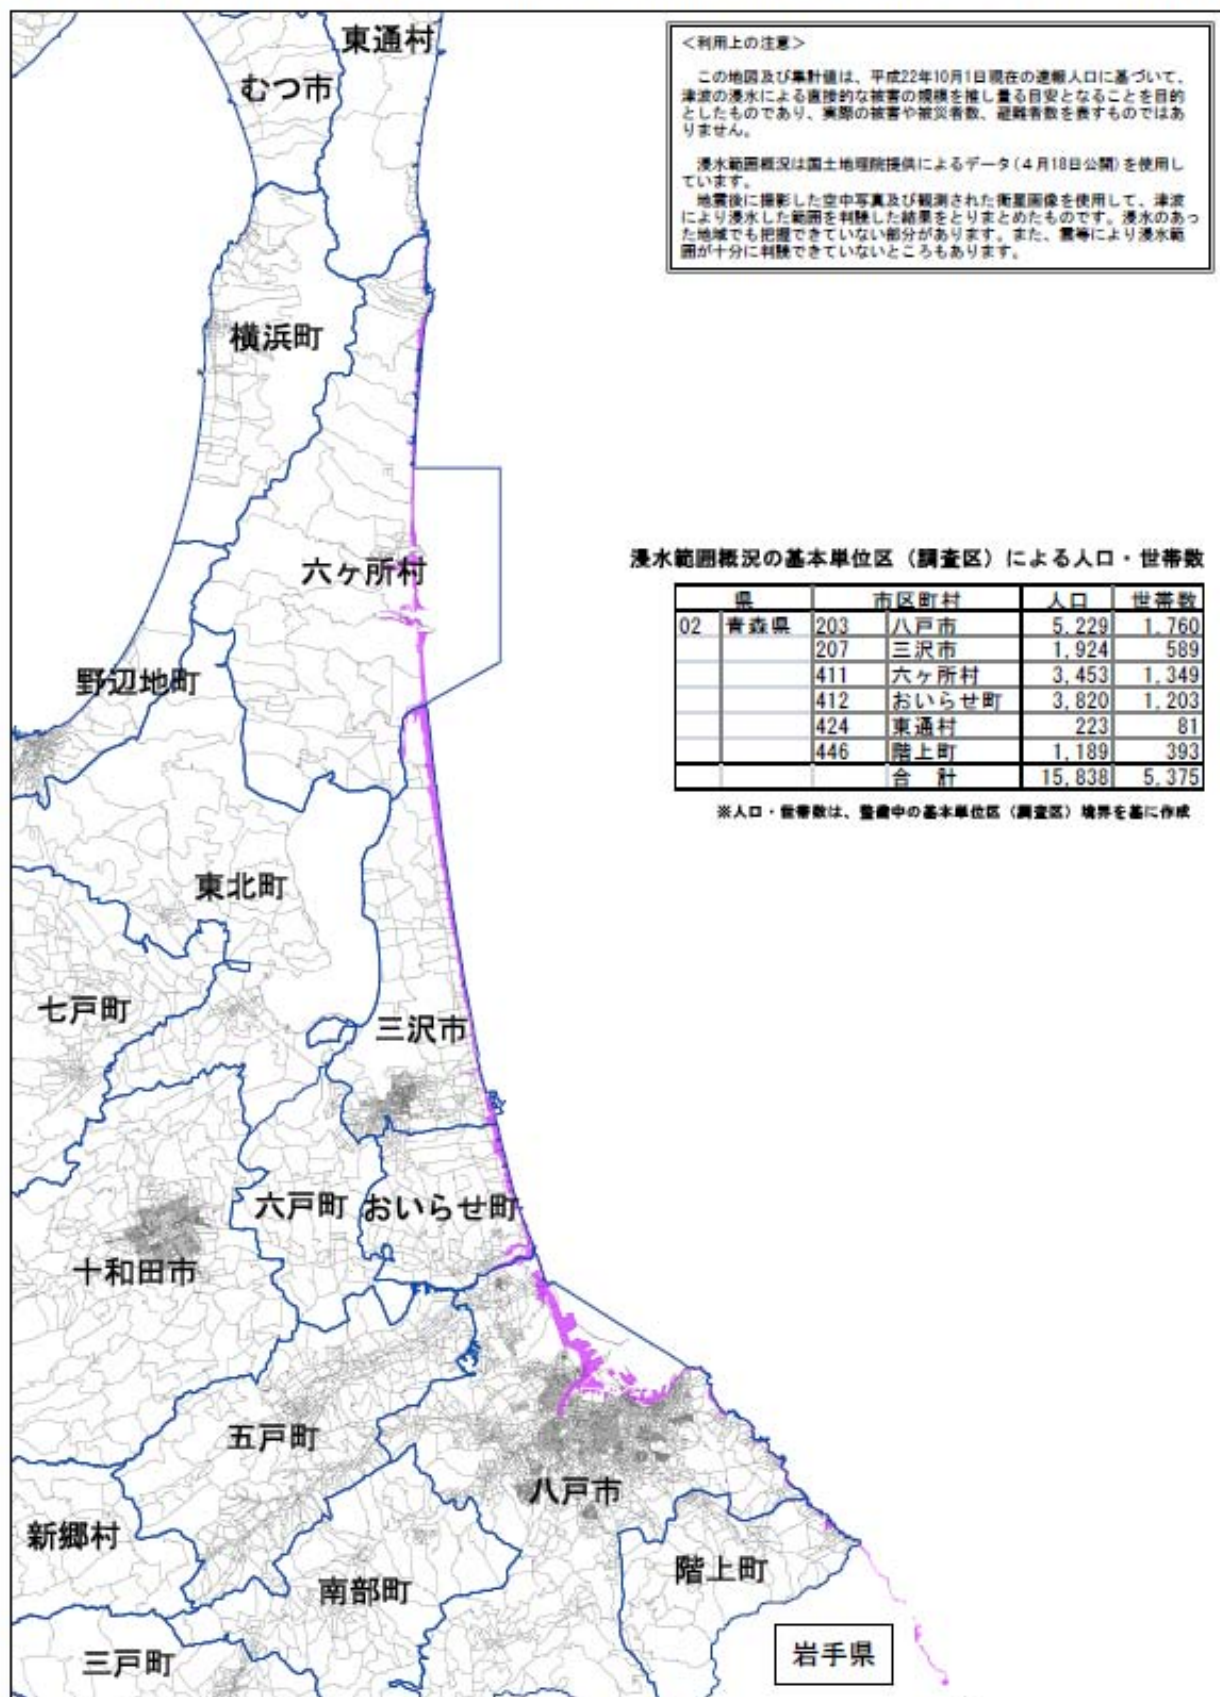 東通村
むつ市
<利用上の注意>
この地図及び集計値は、平成22年10月1日現在の速報人口に基づいて、
津波の浸水による直接的な被害の規模を推し量る目安となることを目的
としたものであり、実際の被害や被災者数、避難者数を表すものではあ
りません。
浸水範囲概況は国土地理院提供によるデータ(4月18日公開)を使用し
ています。
地震後に撮影した空中写真及び観測された衛星画像を使用して、津波
により浸水した範囲を判読した結果をとりまとめたものです。浸水のあっ
た地域でも把握できていない部分があります。また、雲等により浸水範
囲が十分に判読できていないところもあります。
横浜町
六ヶ所村
野辺地町
浸水範囲概況の基本単位区(調査区)による人口・世帯数
県 市区町村 人口 世帯数
02 青森県 203 八戸市 5,229 1,760
207 三沢市 1,924 589
411 六ヶ所村 3,453 1,349
412 おいらせ町 3,820 1,203
424 東通村 223 81
446 階上町 1,189 393
合 計 15,838 5,375
※人口・世帯数は、整備中の基本単位区(調査区)境界を基に作成
東北町
七戸町
三沢市
六戸町
おいらせ町
十和田市
五戸町
八戸市
新郷村
南部町
階上町
三戸町
岩手県